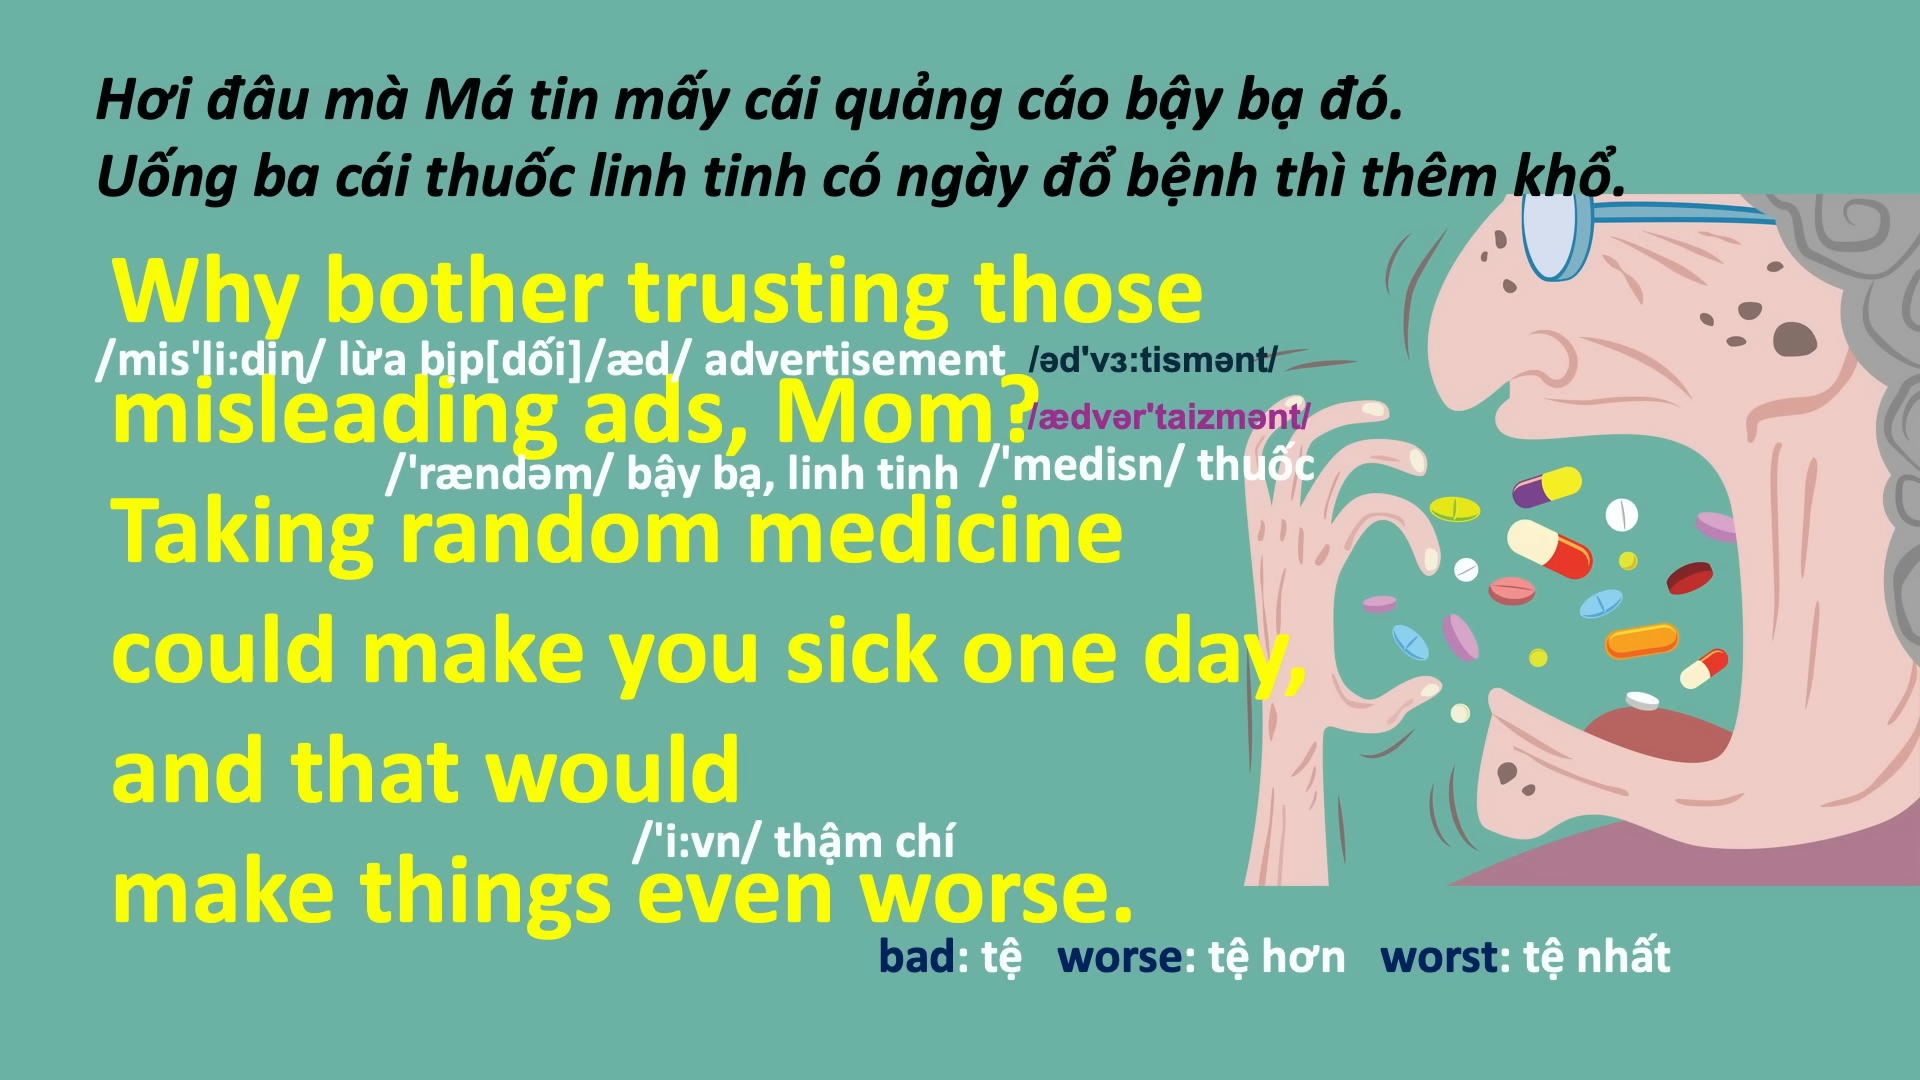 Hơi đâu mà Má tin mấy cái quảng cáo bậy bạ đó.
Uống ba cái thuốc linh tinh có ngày đổ bệnh thì thêm khổ.
Why bother trusting those
/mis'li:diƞ/ lừa bịp[dối]/æd/ advertisement /əd'vɜ:tismənt/
misleading ads, Mom? /ædvər'taizmənt/
/'rændəm/ bậy bạ, linh tinh /'medisn/ thuốc
Taking random medicine
could make you sick one day,
and that would
/'i:vn/ thậm chí
make things even worse.
bad: tệ worse: tệ hơn worst: tệ nhất